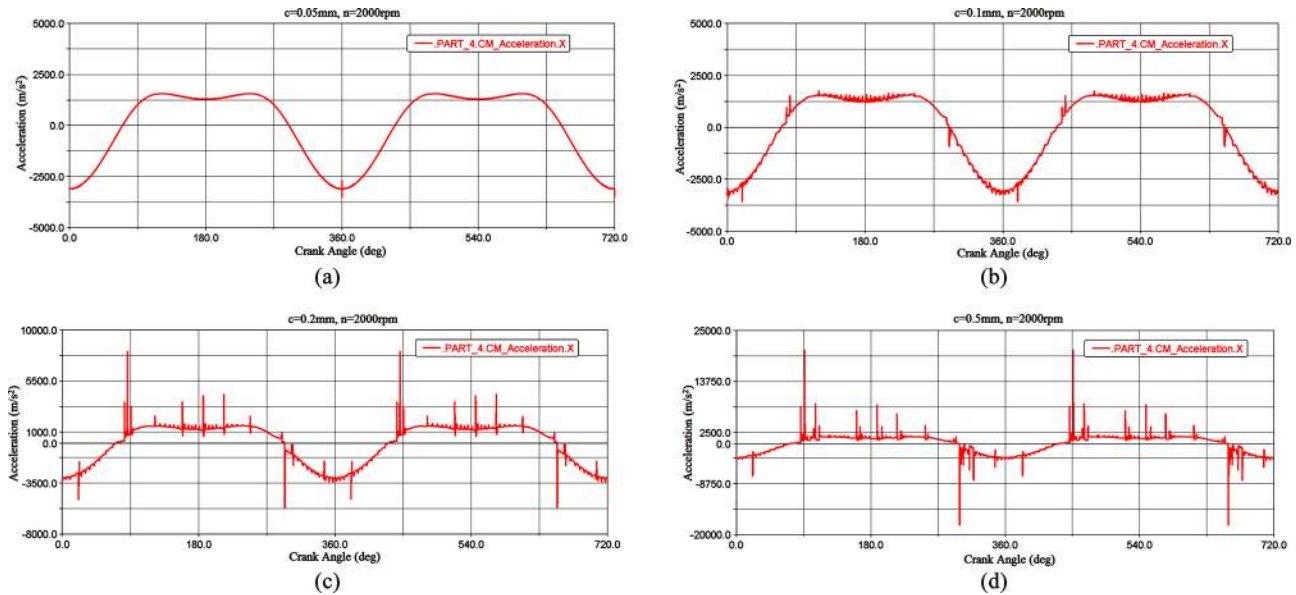 c=0.05mm, n=2000rpm
5000.0
.PART_4.CM_Acceleration.X
2500.0
0.0
-2500.0
-5000.0
Acceleration (m/s²)
0.0 180.0 360.0 540.0 720.0
Crank Angle (deg)
(a)
c=0.1mm, n=2000rpm
5000.0
.PART_4.CM_Acceleration.X
2500.0
0.0
-2500.0
-5000.0
Acceleration (m/s²)
0.0 180.0 360.0 540.0 720.0
Crank Angle (deg)
(b)
c=0.2mm, n=2000rpm
10000.0
.PART_4.CM_Acceleration.X
5500.0
1000.0
0.0
-3500.0
-8000.0
Acceleration (m/s²)
0.0 180.0 360.0 540.0 720.0
Crank Angle (deg)
(c)
c=0.5mm, n=2000rpm
25000.0
.PART_4.CM_Acceleration.X
13750.0
2500.0
0.0
-8750.0
-20000.0
Acceleration (m/s²)
0.0 180.0 360.0 540.0 720.0
Crank Angle (deg)
(d)